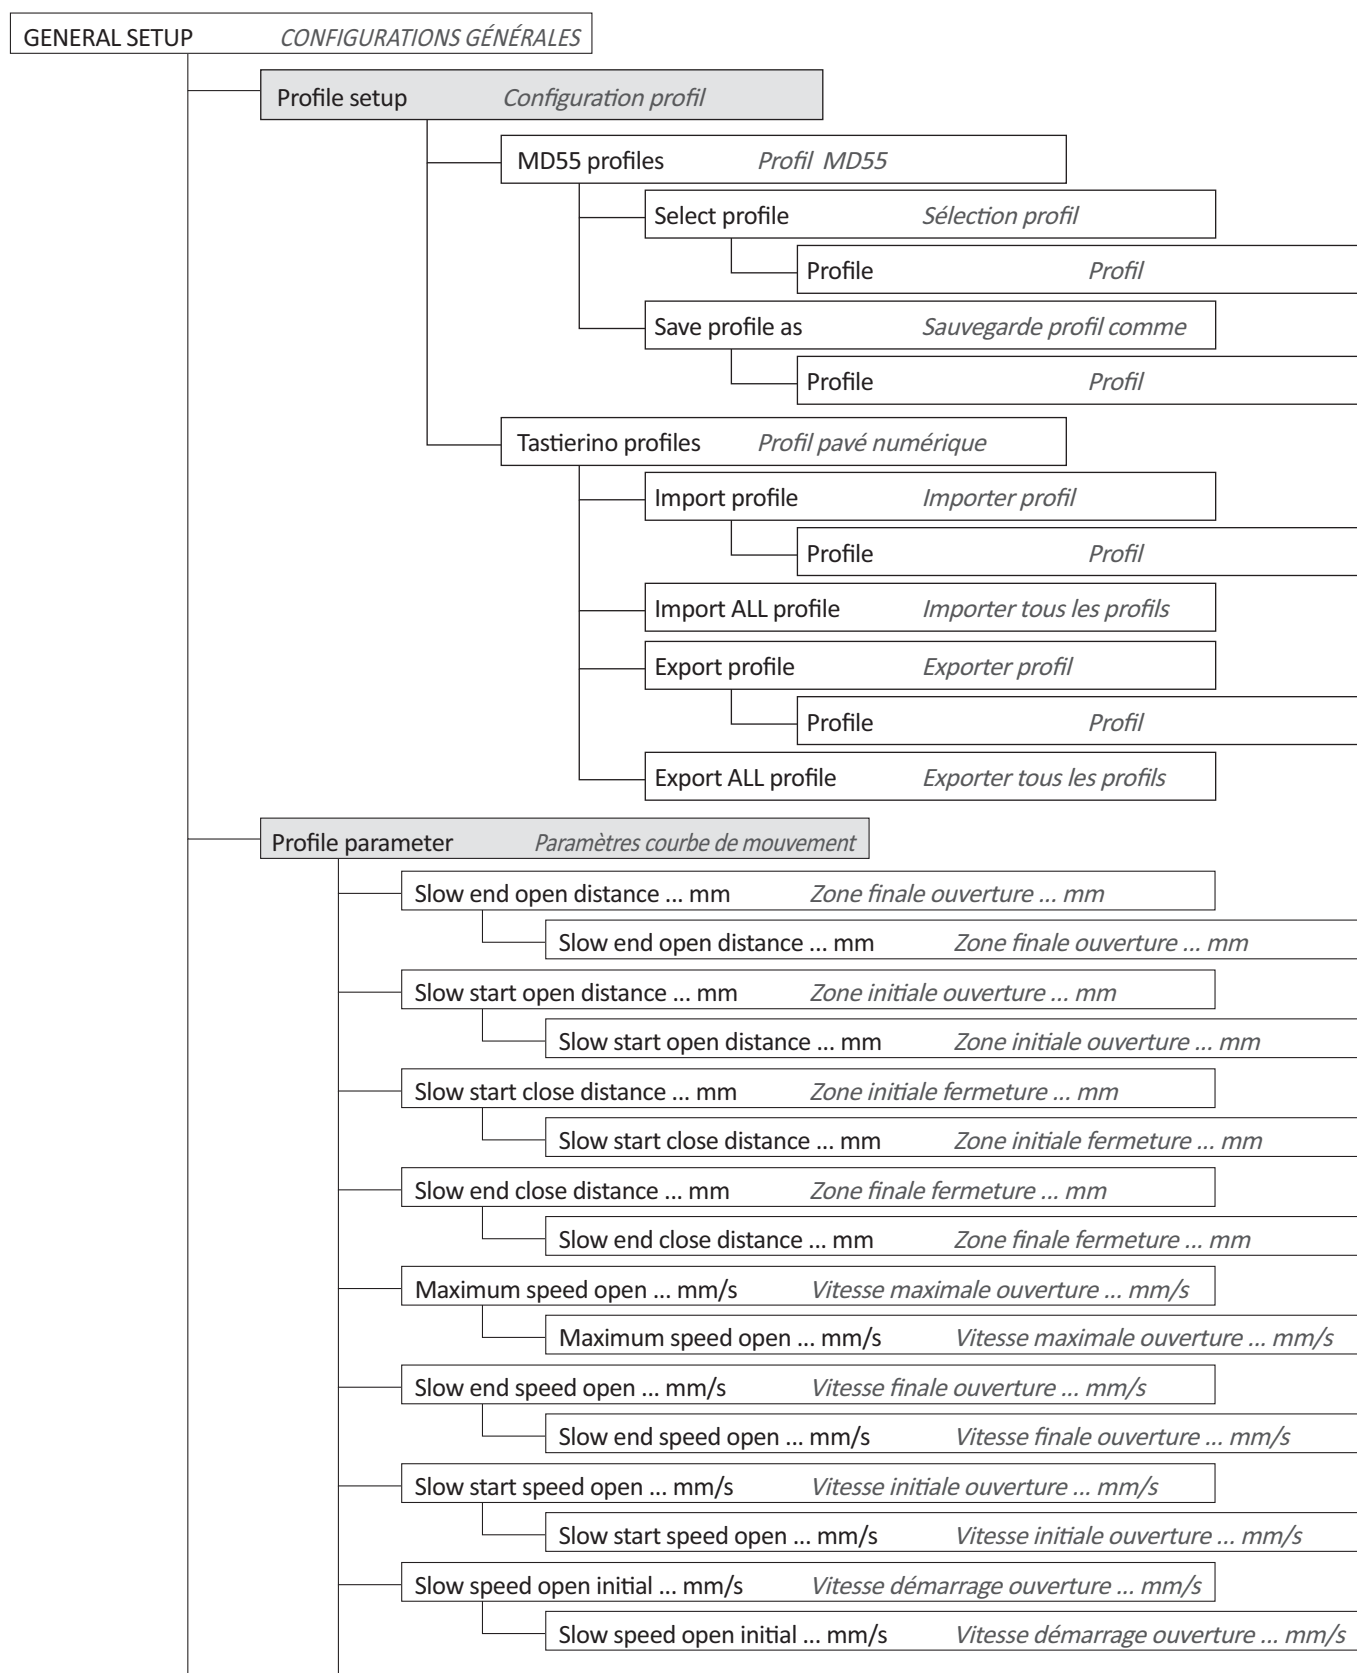 GENERAL SETUP CONFIGURATIONS GÉNÉRALES
Profile setup Configuration profil
MD55 profiles Profil MD55
Select profile Sélection profil
Profile Profil
Save profile as Sauvegarde profil comme
Profile Profil
Tastierino profiles Profil pavé numérique
Import profile Importer profil
Profile Profil
Import ALL profile Importer tous les profils
Export profile Exporter profil
Profile Profil
Export ALL profile Exporter tous les profils
Profile parameter Paramètres courbe de mouvement
Slow end open distance ... mm Zone finale ouverture ... mm
Slow end open distance ... mm Zone finale ouverture ... mm
Slow start open distance ... mm Zone initiale ouverture ... mm
Slow start open distance ... mm Zone initiale ouverture ... mm
Slow start close distance ... mm Zone initiale fermeture ... mm
Slow start close distance ... mm Zone initiale fermeture ... mm
Slow end close distance ... mm Zone finale fermeture ... mm
Slow end close distance ... mm Zone finale fermeture ... mm
Maximum speed open ... mm/s Vitesse maximale ouverture ... mm/s
Maximum speed open ... mm/s Vitesse maximale ouverture ... mm/s
Slow end speed open ... mm/s Vitesse finale ouverture ... mm/s
Slow end speed open ... mm/s Vitesse finale ouverture ... mm/s
Slow start speed open ... mm/s Vitesse initiale ouverture ... mm/s
Slow start speed open ... mm/s Vitesse initiale ouverture ... mm/s
Slow speed open initial ... mm/s Vitesse démarrage ouverture ... mm/s
Slow speed open initial ... mm/s Vitesse démarrage ouverture ... mm/s